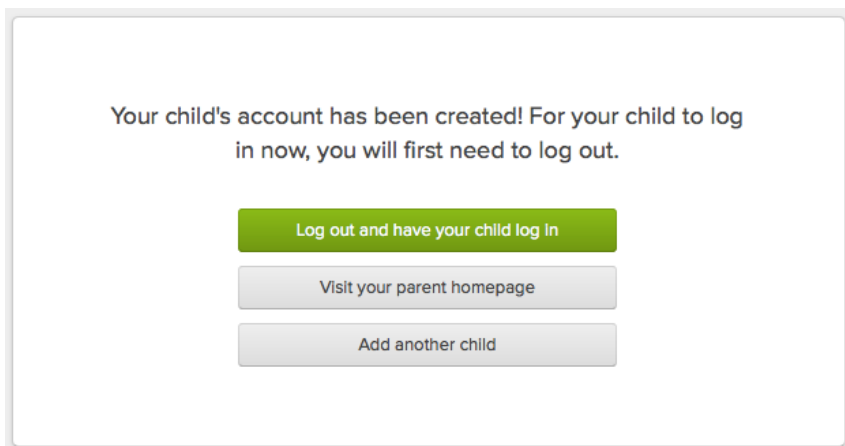 Your child's account has been created! For your child to log
in now, you will first need to log out.
Log out and have your child log in
Visit your parent homepage
Add another child